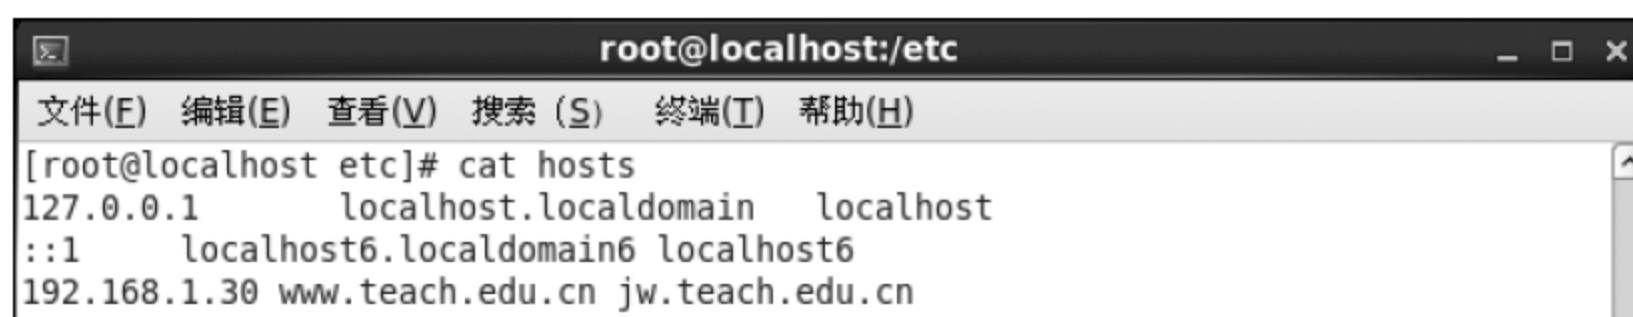 root@localhost:/etc
文件(F) 编辑(E) 查看(V) 搜索（S） 终端(T) 帮助(H)
[root@localhost etc]# cat hosts
127.0.0.1 localhost.localdomain localhost
::1 localhost6.localdomain6 localhost6
192.168.1.30 www.teach.edu.cn jw.teach.edu.cn